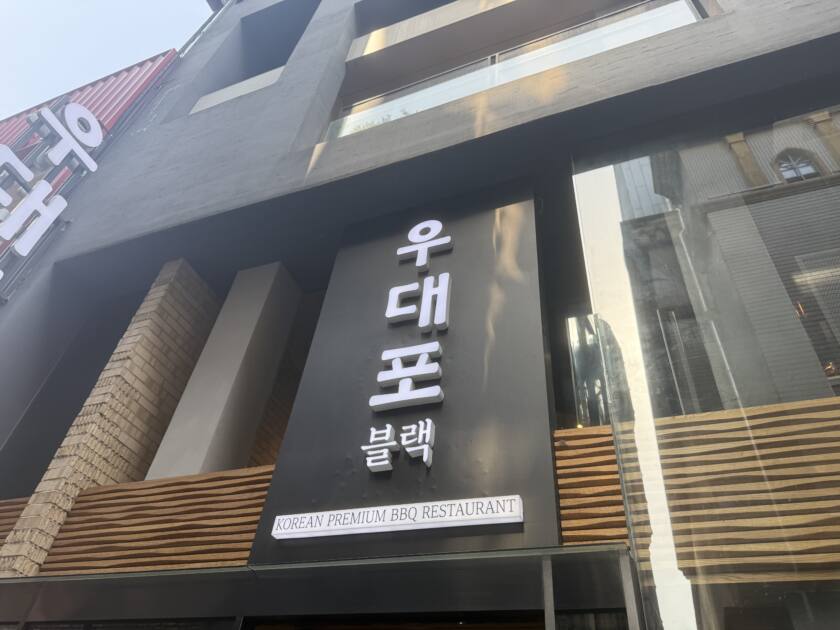 우
대
포
블랙
KOREAN PREMIUM BBQ RESTAURANT